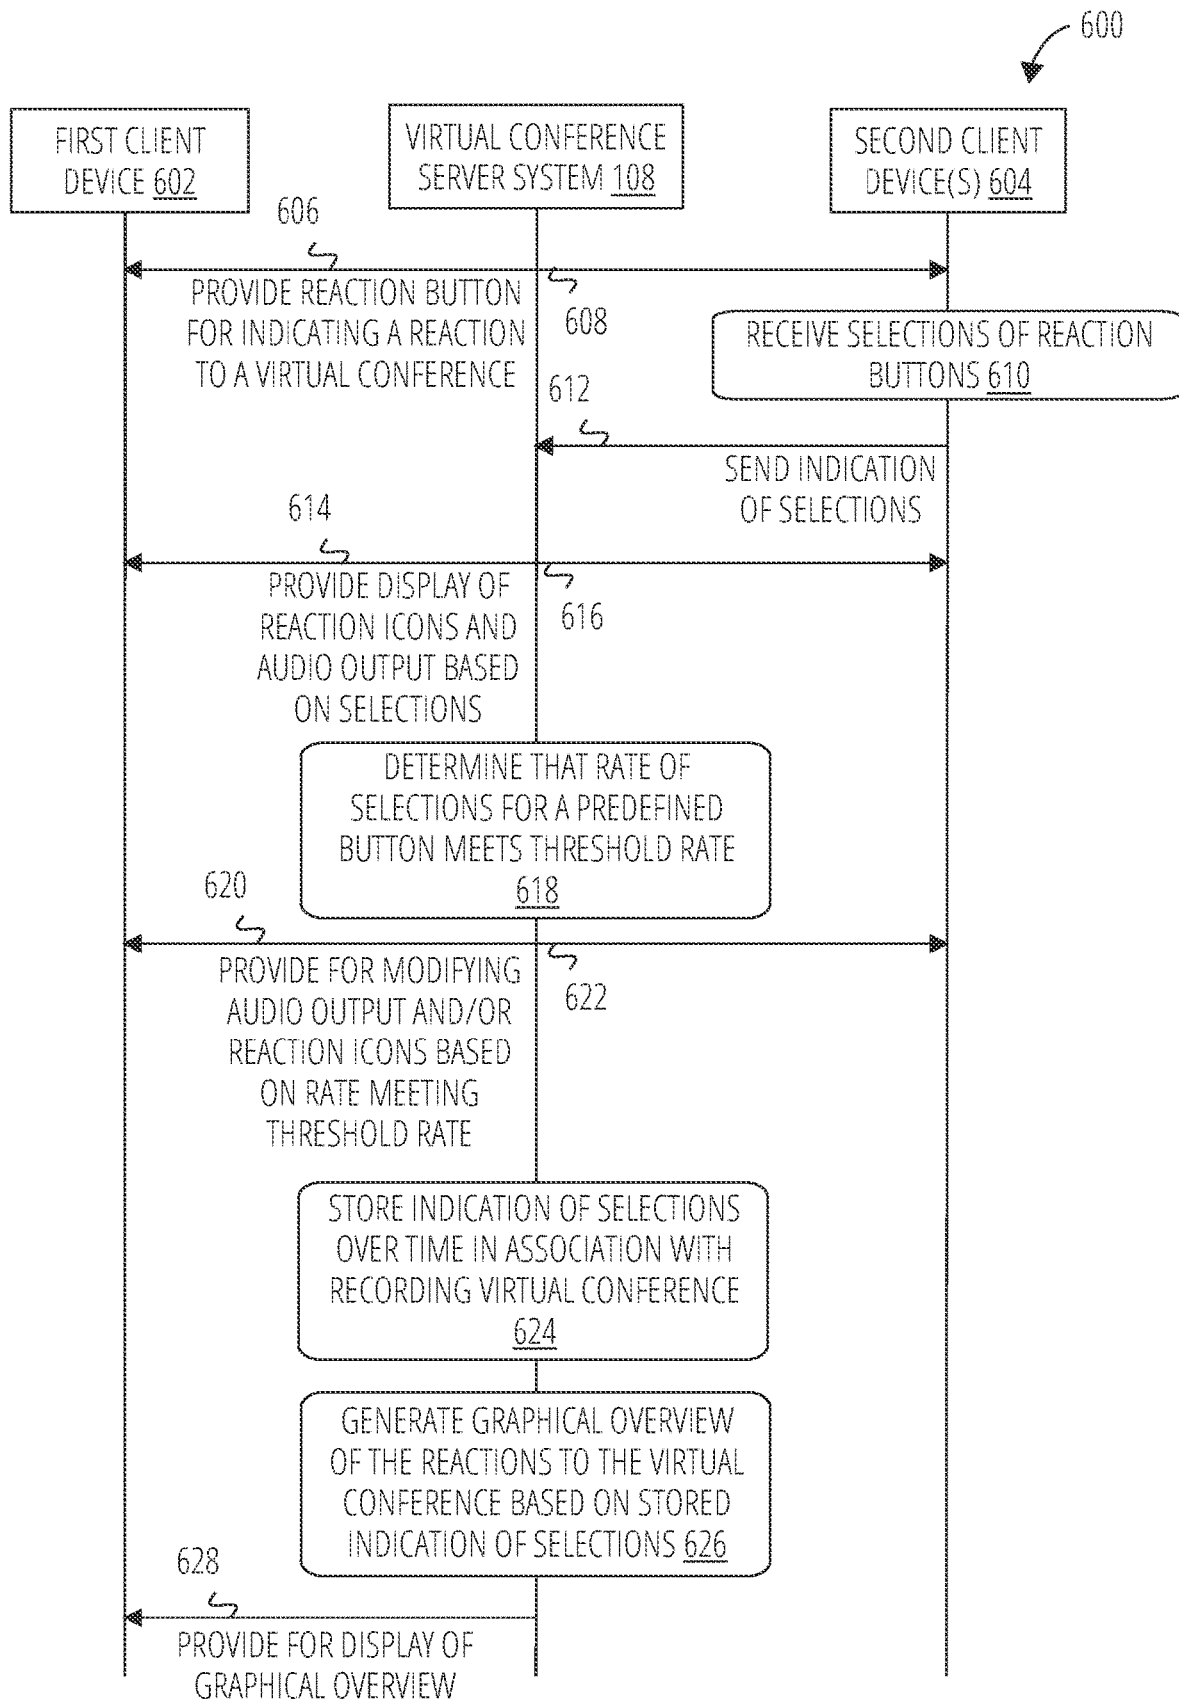 600
FIRST CLIENT
DEVICE 602
VIRTUAL CONFERENCE
SERVER SYSTEM 108
SECOND CLIENT
DEVICE(S) 604
606
PROVIDE REACTION BUTTON
FOR INDICATING A REACTION
TO A VIRTUAL CONFERENCE
608
RECEIVE SELECTIONS OF REACTION
BUTTONS 610
612
SEND INDICATION
OF SELECTIONS
614
PROVIDE DISPLAY OF
REACTION ICONS AND
AUDIO OUTPUT BASED
ON SELECTIONS
616
DETERMINE THAT RATE OF
SELECTIONS FOR A PREDEFINED
BUTTON MEETS THRESHOLD RATE
618
620
PROVIDE FOR MODIFYING
AUDIO OUTPUT AND/OR
REACTION ICONS BASED
ON RATE MEETING
THRESHOLD RATE
622
STORE INDICATION OF SELECTIONS
OVER TIME IN ASSOCIATION WITH
RECORDING VIRTUAL CONFERENCE
624
GENERATE GRAPHICAL OVERVIEW
OF THE REACTIONS TO THE VIRTUAL
CONFERENCE BASED ON STORED
INDICATION OF SELECTIONS 626
628
PROVIDE FOR DISPLAY OF
GRAPHICAL OVERVIEW